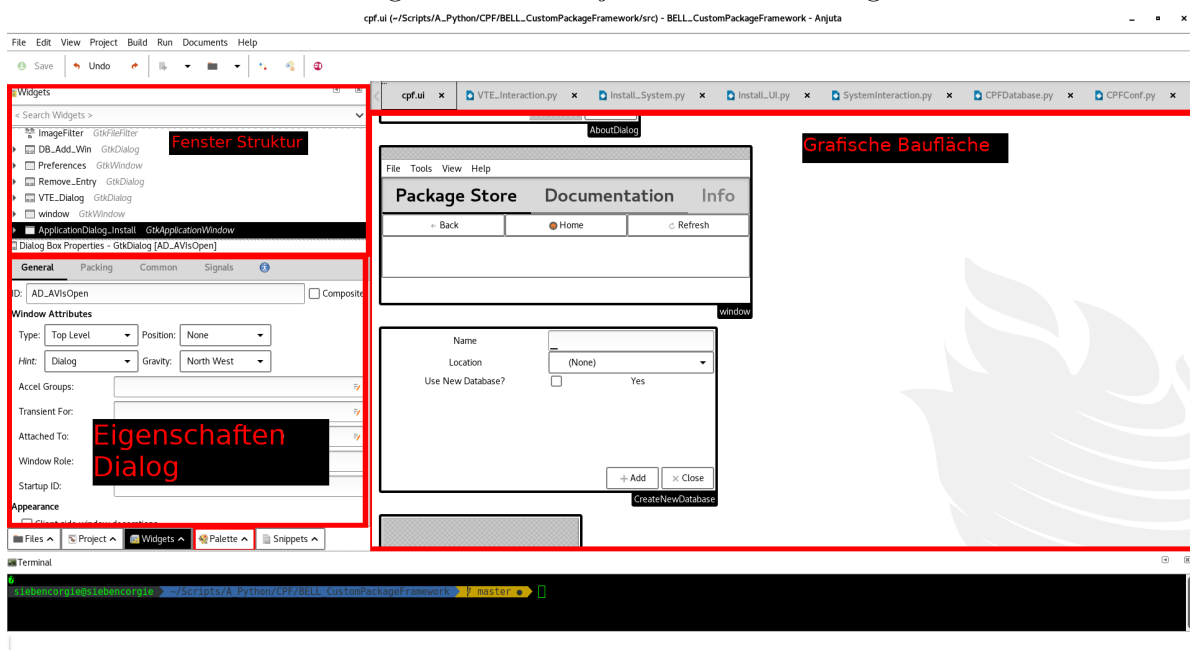 cpf.ui (~/Scripts/A_Python/CPF/BELL_CustomPackageFramework/src) - BELL_CustomPackageFramework - Anjuta
File Edit View Project Build Run Documents Help
Save Undo
Widgets
< Search Widgets >
ImageFilter GtkFileFilter
DB_Add_Win GtkDialog
Preferences GtkWindow
Remove_Entry GtkDialog
VTE_Dialog GtkDialog
window GtkWindow
ApplicationDialog_Install GtkApplicationWindow
Fenster Struktur
Dialog Box Properties - GtkDialog [AD_AVIsOpen]
General Packing Common Signals
ID: AD_AVIsOpen Composite
Window Attributes
Type: Top Level Position: None
Hint: Dialog Gravity: North West
Accel Groups:
Transient For:
Attached To:
Window Role:
Startup ID:
Eigenschaften
Dialog
Appearance
Client side window decorations
Files Project Widgets Palette Snippets
cpf.ui VTE_Interaction.py Install_System.py Install_UI.py SystemInteraction.py CPFDatabase.py CPFConf.py
AboutDialog
Grafische Baufläche
File Tools View Help
Package Store Documentation Info
Back Home Refresh
window
Name
Location (None)
Use New Database? Yes
Add Close
CreateNewDatabase
Terminal
6
siebencorgie@siebencorgie ~/Scripts/A_Python/CPF/BELL_CustomPackageFramework master ●